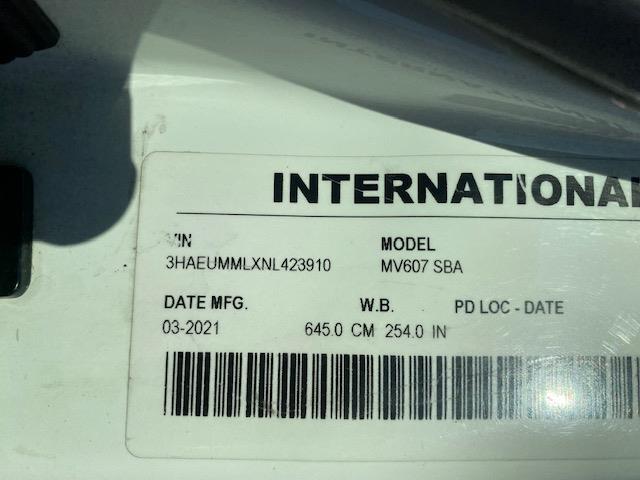 INTERNATIONAL
VIN MODEL
3HAEUMMLXNL423910 MV607 SBA
DATE MFG. W.B. PD LOC - DATE
03-2021 645.0 CM 254.0 IN